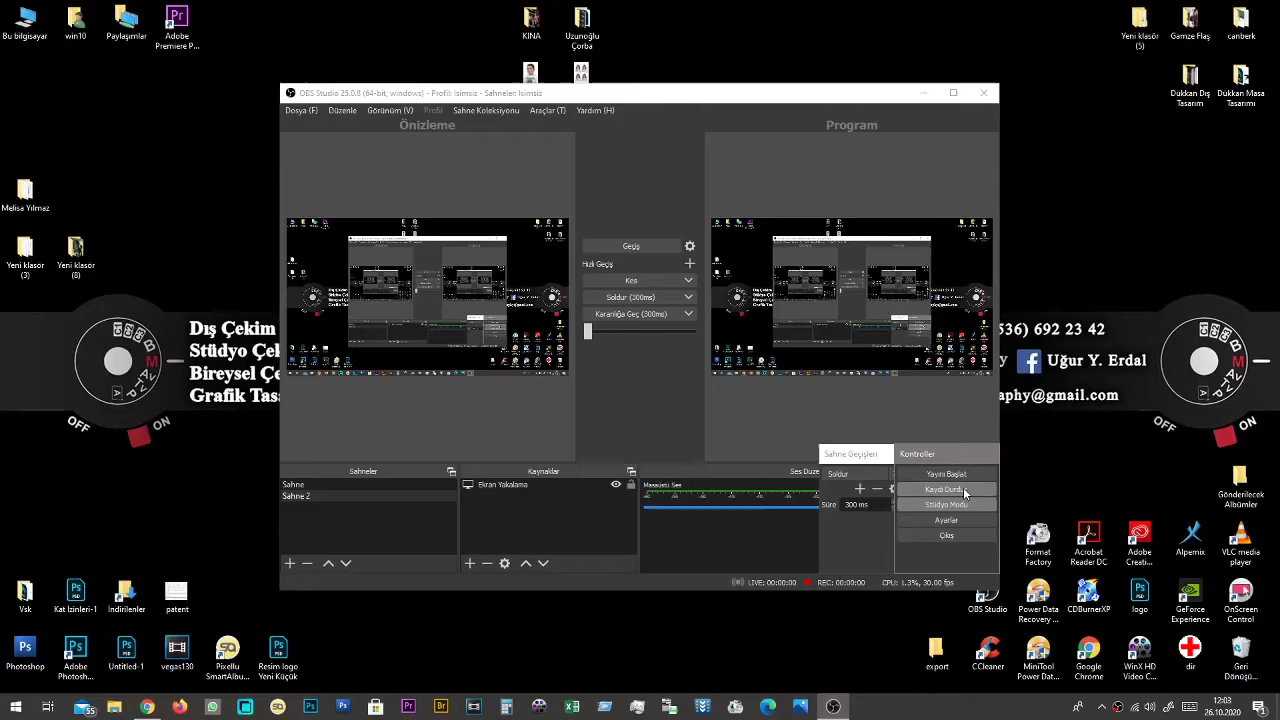 Bu bilgisayar
win10
Paylaşımlar
Adobe
Premiere P...
KINA
Uzunoğlu
Çorba
Yeni klasör
(5)
Gamze Flaş
canberk
Dükkan Dış
Tasarım
Dükkan Masa
Tasarımı
OBS Studio 25.0.8 (64-bit, windows) - Profil: İsimsiz - Sahneler: İsimsiz
Dosya (F)
Düzenle
Görünüm (V)
Profil
Sahne Koleksiyonu
Araçlar (T)
Yardım (H)
Önizleme
Program
Melisa Yılmaz
Yeni klasör
(3)
Yeni klasör
(8)
Geçiş
Hızlı Geçiş
Kes
Soldur (300ms)
Karanlığa Geç (300ms)
Dış Çekim
Stüdyo Çe
Bireysel Çe
Grafik Tas
OFF
ON
(536) 692 23 42
Uğur Y. Erdal
aphy@gmail.com
OFF
ON
Sahneler
Kaynaklar
Ses Düze
Sahne Geçişleri
Kontroller
Sahne
Sahne 2
Ekran Yakalama
Masaüstü Ses
Soldur
Süre
300 ms
Yayını Başlat
Kaydı Durdur
Stüdyo Modu
Ayarlar
Çıkış
LIVE: 00:00:00
REC: 00:00:00
CPU: 1.3%, 30.00 fps
Gönderilecek
Albümler
Format
Factory
Acrobat
Reader DC
Adobe
Creati...
Alpemix
VLC media
player
Vsk
Kat İzinleri-1
İndirilenler
patent
OBS Studio
Power Data
Recovery ...
CDBurnerXP
logo
GeForce
Experience
OnScreen
Control
Photoshop
Adobe
Photosh...
Untitled-1
vegas130
Pixellu
SmartAlbu...
Resim logo
Yeni Küçük
export
CCleaner
MiniTool
Power Dat...
Google
Chrome
WinX HD
Video C...
dir
Geri
Dönüşü...
55
12:03
26.10.2020